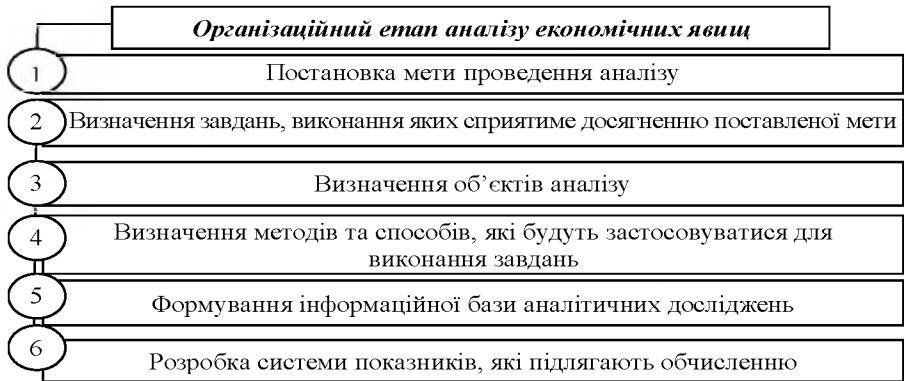 Організаційний етап аналізу економічних явищ
1 Постановка мети проведення аналізу
2 Визначення завдань, виконання яких сприятиме досягненню поставленої мети
3 Визначення об’єктів аналізу
4 Визначення методів та способів, які будуть застосовуватися для
виконання завдань
5 Формування інформаційної бази аналітичних досліджень
6 Розробка системи показників, які підлягають обчисленню